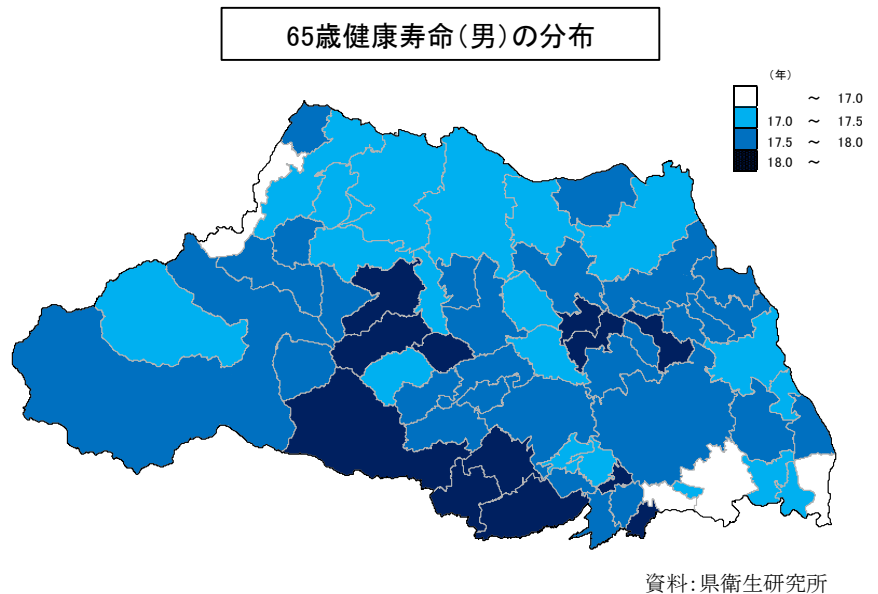 65歳健康寿命（男）の分布
（年）
～ 17.0
17.0 ～ 17.5
17.5 ～ 18.0
18.0 ～
資料：県衛生研究所